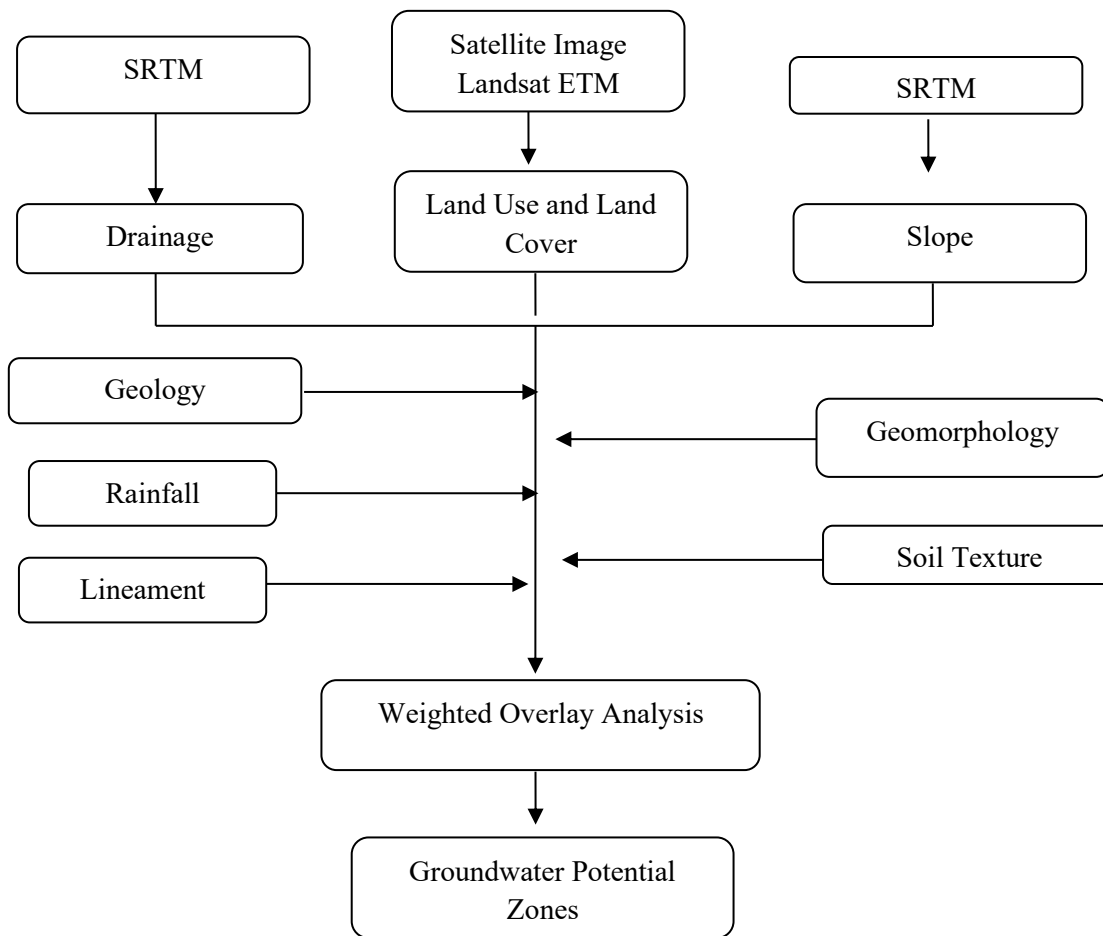 SRTM
Satellite Image
Landsat ETM
SRTM
Drainage
Land Use and Land
Cover
Slope
Geology
Geomorphology
Rainfall
Soil Texture
Lineament
Weighted Overlay Analysis
Groundwater Potential
Zones